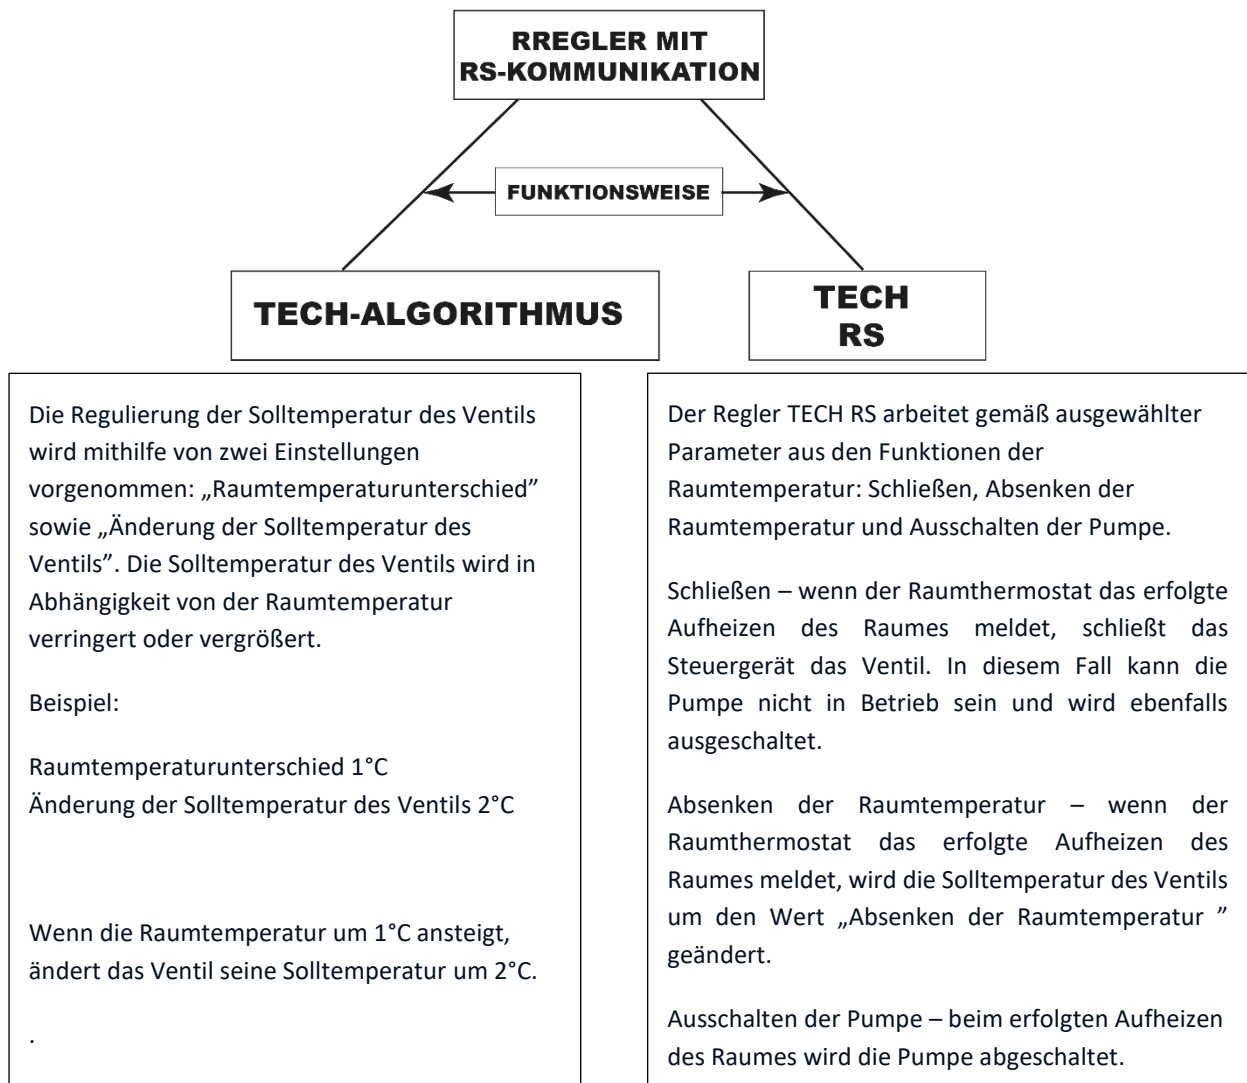 RREGLER MIT
RS-KOMMUNIKATION
FUNKTIONSWEISE
TECH-ALGORITHMUS
TECH
RS
Die Regulierung der Solltemperatur des Ventils
wird mithilfe von zwei Einstellungen
vorgenommen: „Raumtemperaturunterschied”
sowie „Änderung der Solltemperatur des
Ventils”. Die Solltemperatur des Ventils wird in
Abhängigkeit von der Raumtemperatur
verringert oder vergrößert.
Beispiel:
Raumtemperaturunterschied 1°C
Änderung der Solltemperatur des Ventils 2°C
Wenn die Raumtemperatur um 1°C ansteigt,
ändert das Ventil seine Solltemperatur um 2°C.
.
Der Regler TECH RS arbeitet gemäß ausgewählter
Parameter aus den Funktionen der
Raumtemperatur: Schließen, Absenken der
Raumtemperatur und Ausschalten der Pumpe.
Schließen – wenn der Raumthermostat das erfolgte
Aufheizen des Raumes meldet, schließt das
Steuergerät das Ventil. In diesem Fall kann die
Pumpe nicht in Betrieb sein und wird ebenfalls
ausgeschaltet.
Absenken der Raumtemperatur – wenn der
Raumthermostat das erfolgte Aufheizen des
Raumes meldet, wird die Solltemperatur des Ventils
um den Wert „Absenken der Raumtemperatur ”
geändert.
Ausschalten der Pumpe – beim erfolgten Aufheizen
des Raumes wird die Pumpe abgeschaltet.